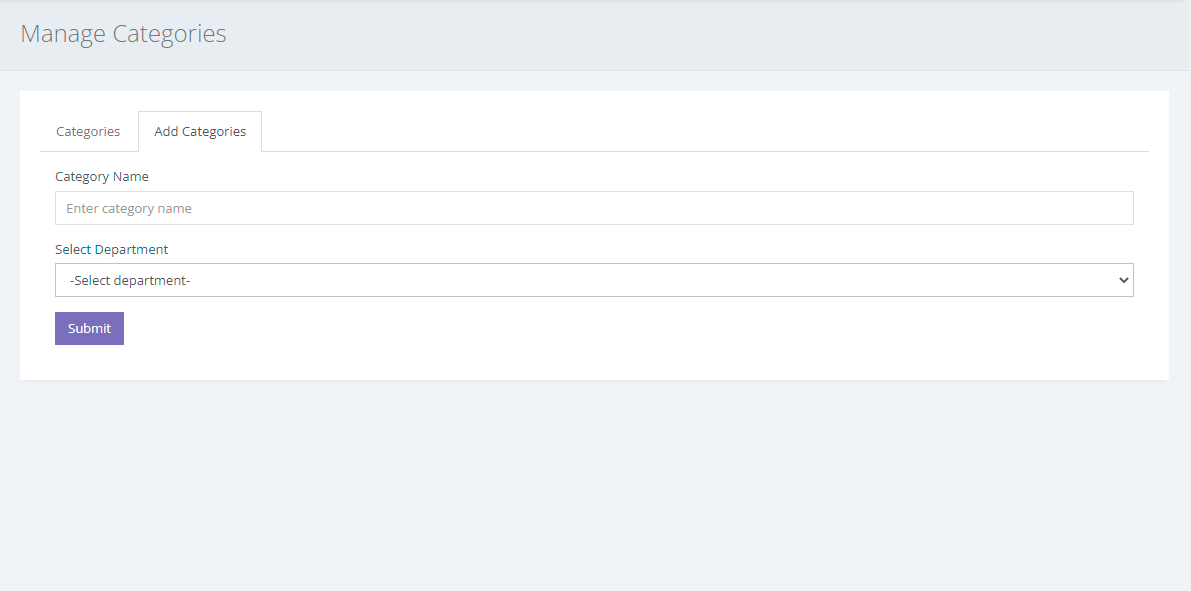 Manage Categories
Categories
Add Categories
Category Name
Enter category name
Select Department
-Select department-
Submit